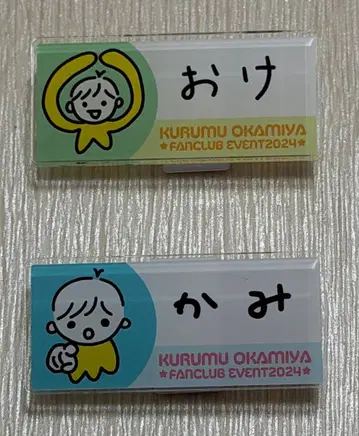 おけ
KURUMU OKAMIYA
★FANCLUB EVENT2024★
かみ
KURUMU OKAMIYA
★FANCLUB EVENT2024★